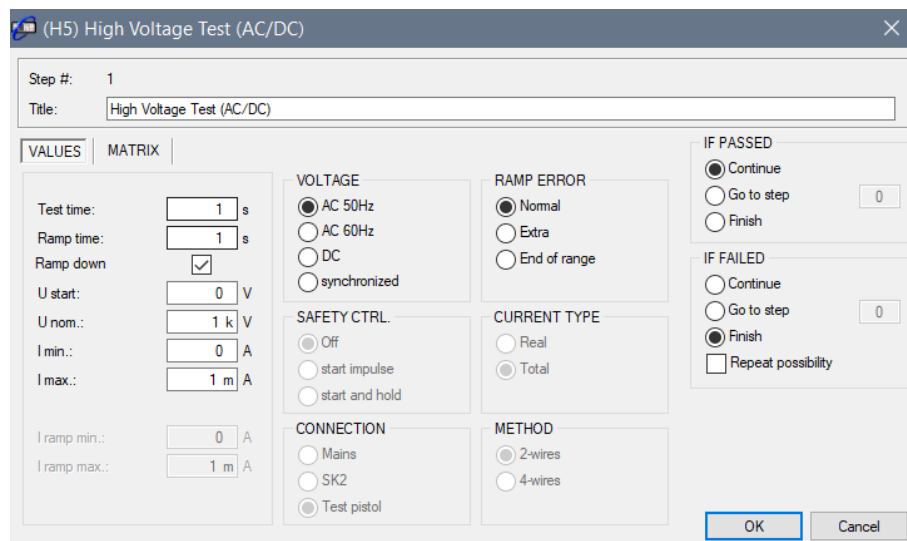 (H5) High Voltage Test (AC/DC)
Step #: 1
Title: High Voltage Test (AC/DC)
VALUES MATRIX
Test time: 1 s
Ramp time: 1 s
Ramp down
U start: 0 V
U nom.: 1 k V
I min.: 0 A
I max.: 1 m A
I ramp min.: 0 A
I ramp max.: 1 m A
VOLTAGE
AC 50Hz
AC 60Hz
DC
synchronized
SAFETY CTRL.
Off
start impulse
start and hold
CONNECTION
Mains
SK2
Test pistol
RAMP ERROR
Normal
Extra
End of range
CURRENT TYPE
Real
Total
METHOD
2-wires
4-wires
IF PASSED
Continue
Go to step 0
Finish
IF FAILED
Continue
Go to step 0
Finish
Repeat possibility
OK Cancel